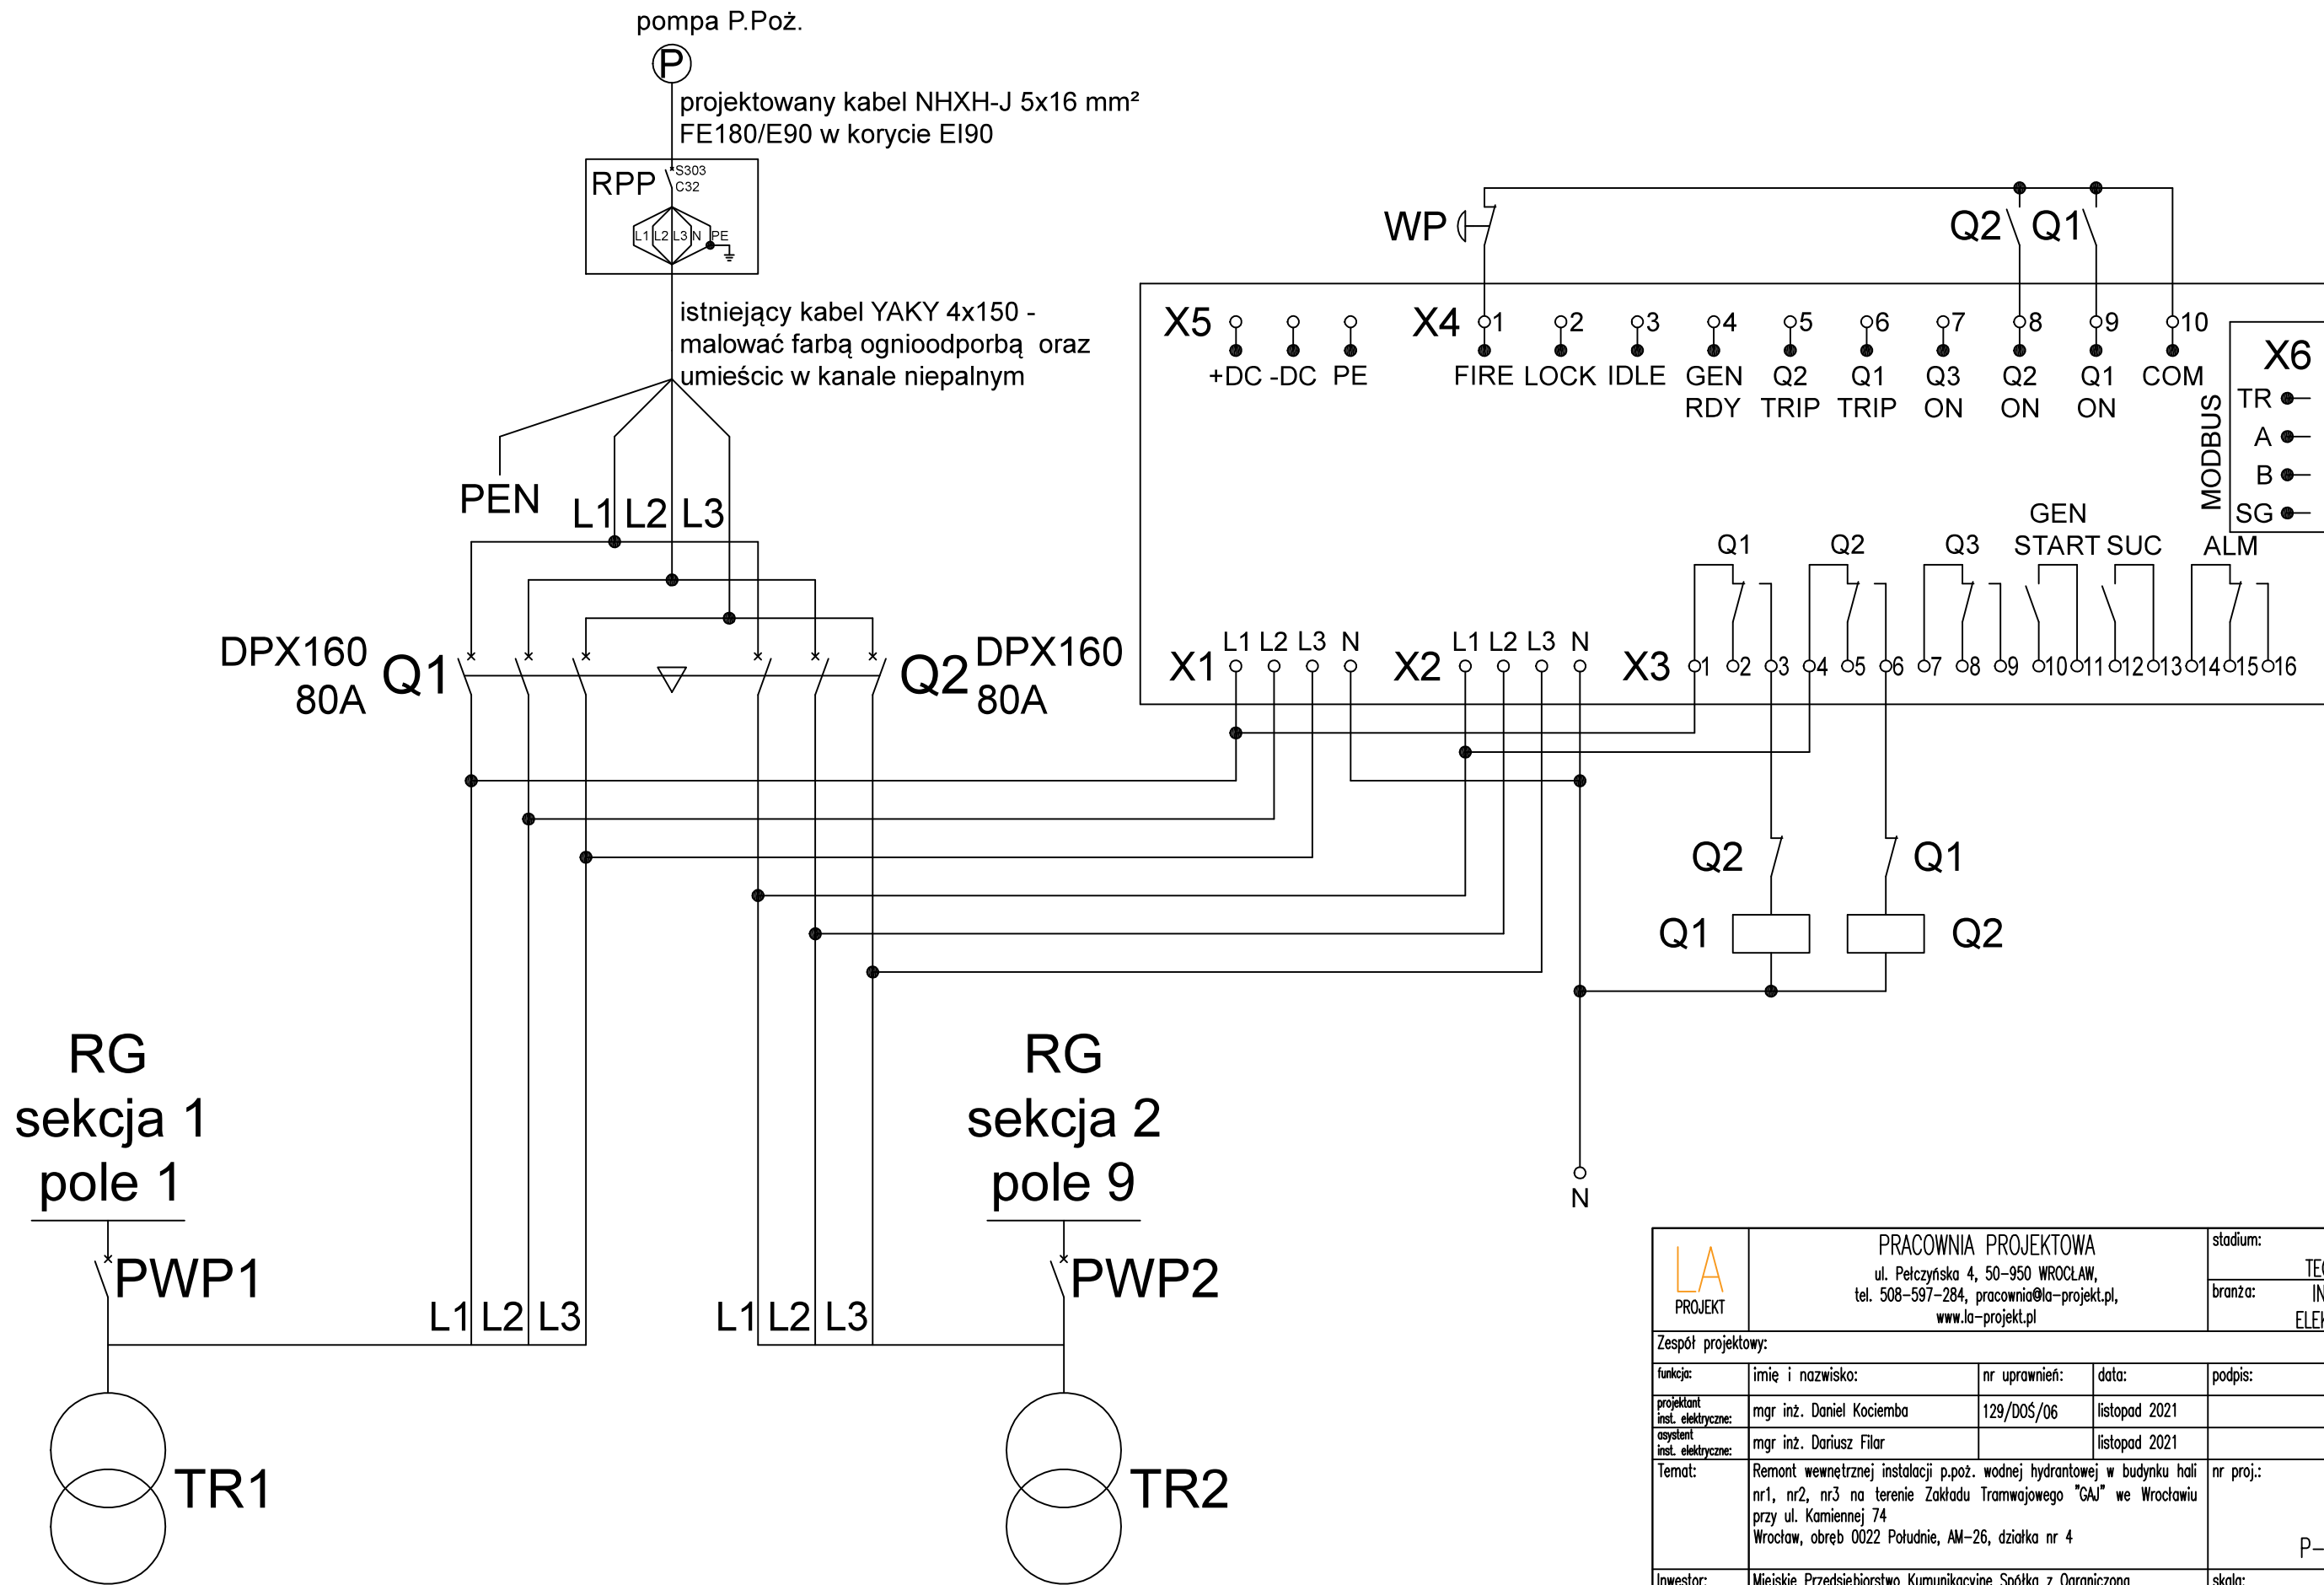 pompa P.Poż.
P
projektowany kabel NHXH-J 5x16 mm²
FE180/E90 w korycie EI90
RPP
S303
C32
L1 L2 L3 N PE
istniejący kabel YAKY 4x150 -
malować farbą ognioodporbą oraz
umieścic w kanale niepalnym
PEN L1 L2 L3
DPX160
80A
Q1
Q2
DPX160
80A
WP
Q2 Q1
X5
+DC -DC PE
X4
1 2 3 4 5 6 7 8 9 10
FIRE LOCK IDLE GEN Q2 Q1 Q3 Q2 Q1 COM
RDY TRIP TRIP ON ON ON
MODBUS
X6
TR
A
B
SG
GEN
Q1 Q2 Q3 START SUC ALM
X1 L1 L2 L3 N
X2 L1 L2 L3 N
X3 1 2 3 4 5 6 7 8 9 10 11 12 13 14 15 16
Q2 Q1
Q1 Q2
N
RG
sekcja 1
pole 1
PWP1
L1 L2 L3
TR1
RG
sekcja 2
pole 9
PWP2
L1 L2 L3
TR2
LA
PROJEKT
PRACOWNIA PROJEKTOWA
ul. Pełczyńska 4, 50-950 WROCŁAW,
tel. 508-597-284, pracownia@la-projekt.pl,
www.la-projekt.pl
stadium:
branża:
Zespół projektowy:
funkcja: imię i nazwisko: nr uprawnień: data: podpis:
projektant
inst. elektryczne: mgr inż. Daniel Kociemba 129/DOŚ/06 listopad 2021
asystent
inst. elektryczne: mgr inż. Dariusz Filar listopad 2021
Temat: Remont wewnętrznej instalacji p.poż. wodnej hydrantowej w budynku hali
nr1, nr2, nr3 na terenie Zakładu Tramwajowego "GAJ" we Wrocławiu
przy ul. Kamiennej 74
Wrocław, obręb 0022 Południe, AM-26, działka nr 4
nr proj.:
P-
Inwestor: Miejskie Przedsiębiorstwo Kumunikacyjne Spółka z Ograniczoną
skala: